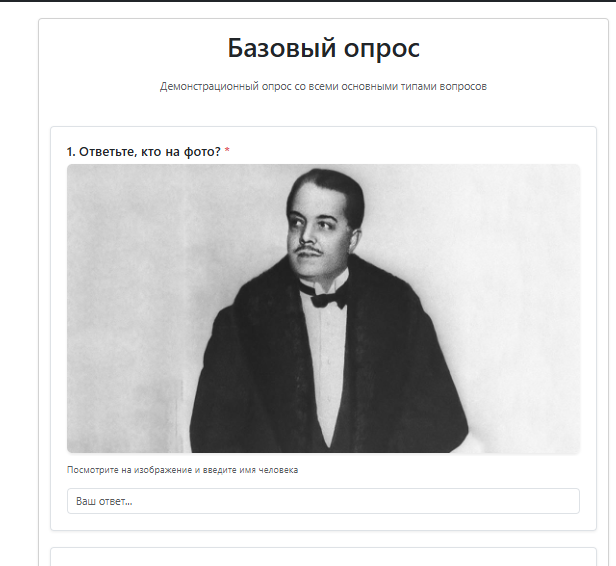 Базовый опрос
Демонстрационный опрос со всеми основными типами вопросов
1. Ответьте, кто на фото? *
Посмотрите на изображение и введите имя человека
Ваш ответ...